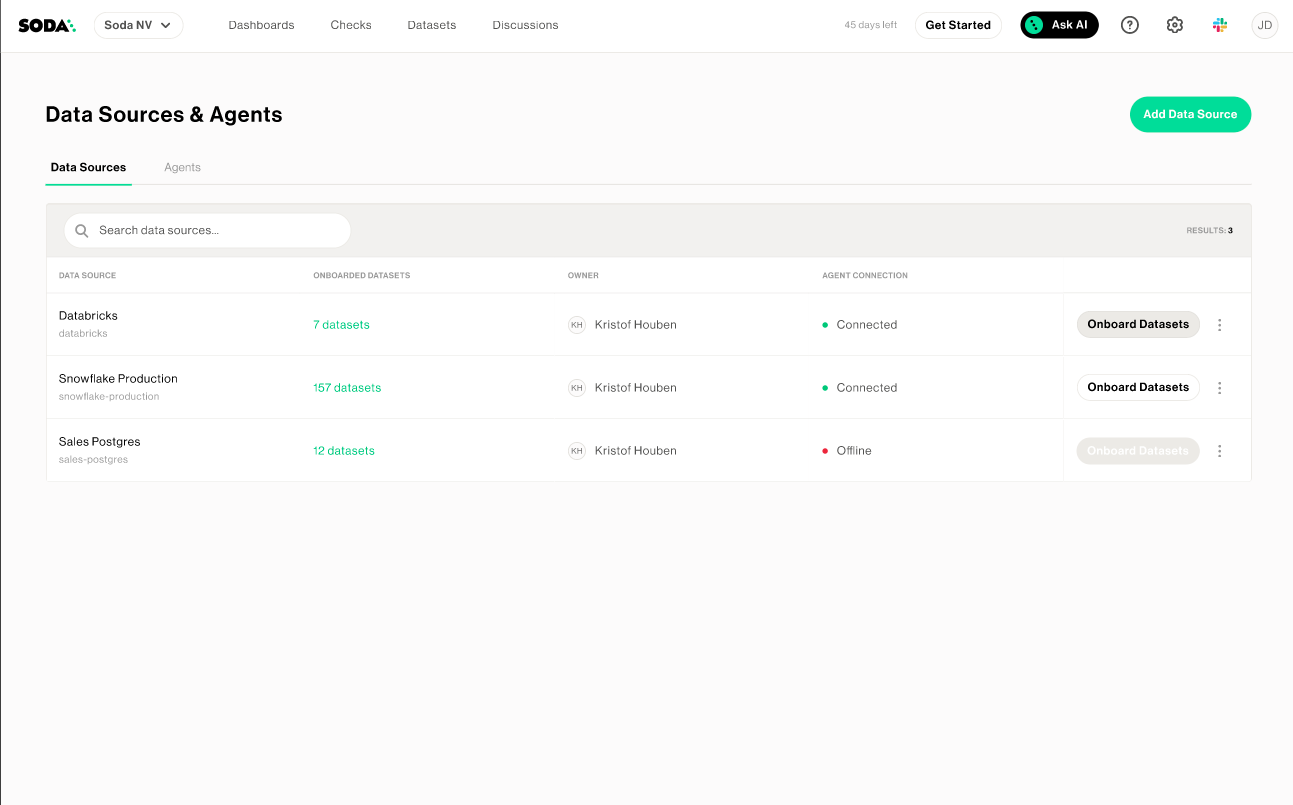 SODA Soda NV Dashboards Checks Datasets Discussions 45 days left Get Started Ask AI ? JD
Data Sources & Agents Add Data Source
Data Sources Agents
Search data sources... RESULTS: 3
DATA SOURCE ONBOARDED DATASETS OWNER AGENT CONNECTION
Databricks
databricks
7 datasets KH Kristof Houben Connected Onboard Datasets
Snowflake Production
snowflake-production
157 datasets KH Kristof Houben Connected Onboard Datasets
Sales Postgres
sales-postgres
12 datasets KH Kristof Houben Offline Onboard Datasets